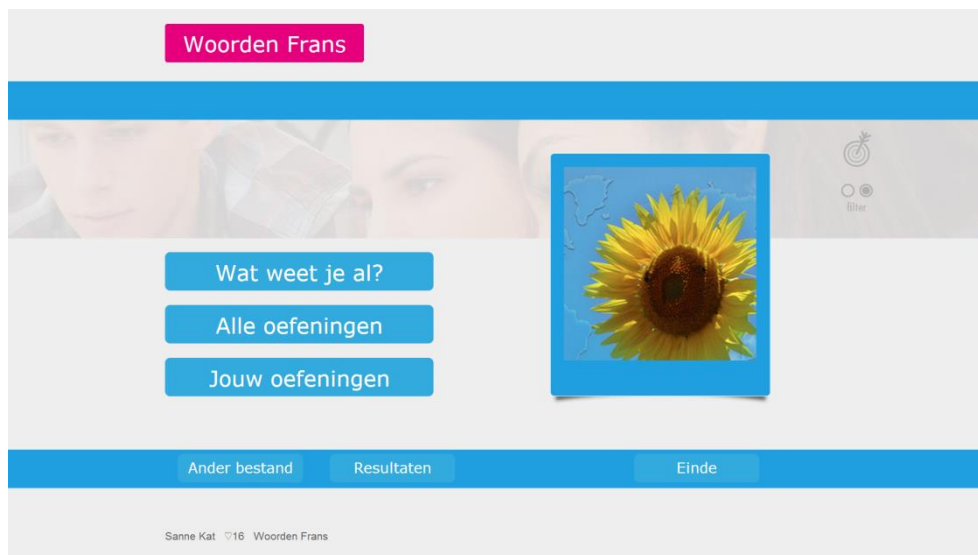 Woorden Frans
filter
Wat weet je al?
Alle oefeningen
Jouw oefeningen
Ander bestand Resultaten Einde
Sanne Kat ♡16 Woorden Frans